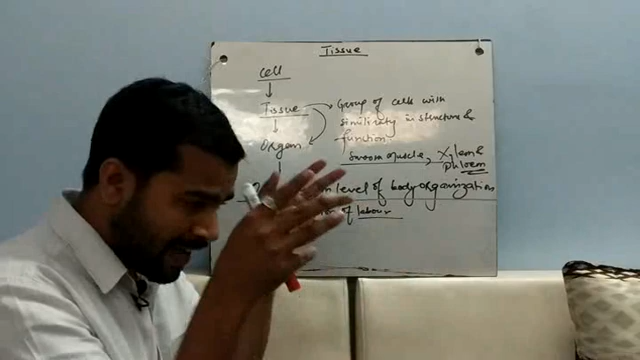 Tissue
Cell
Tissue
Group of cells with
similarity in structure &
function
Organ
muscle, Xylem &
Phloem
level of body organization
of labour